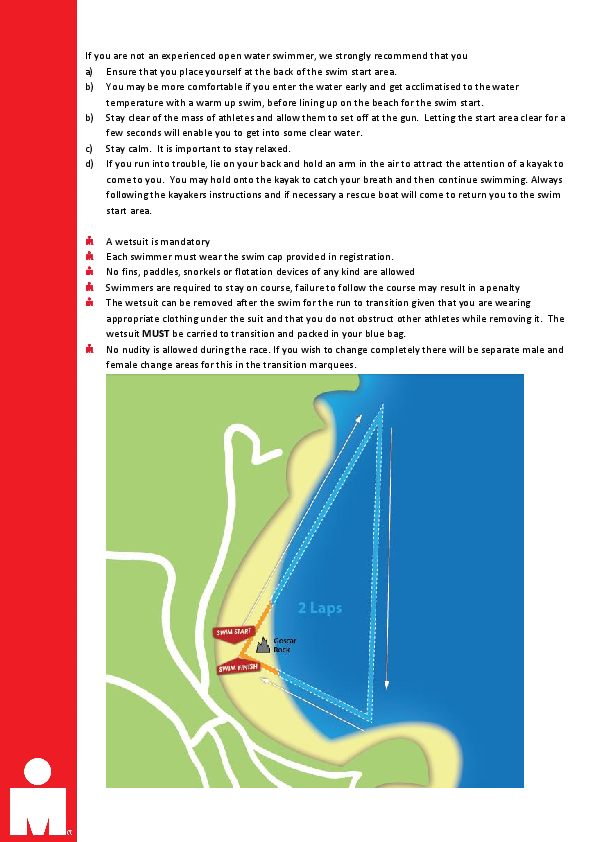 If you are not an experienced open water swimmer, we strongly recommend that you
a) Ensure that you place yourself at the back of the swim start area.
b) You may be more comfortable if you enter the water early and get acclimatised to the water
temperature with a warm up swim, before lining up on the beach for the swim start.
b) Stay clear of the mass of athletes and allow them to set off at the gun. Letting the start area clear for a
few seconds will enable you to get into some clear water.
c) Stay calm. It is important to stay relaxed.
d) If you run into trouble, lie on your back and hold an arm in the air to attract the attention of a kayak to
come to you. You may hold onto the kayak to catch your breath and then continue swimming. Always
following the kayakers instructions and if necessary a rescue boat will come to return you to the swim
start area.
A wetsuit is mandatory
Each swimmer must wear the swim cap provided in registration.
No fins, paddles, snorkels or flotation devices of any kind are allowed
Swimmers are required to stay on course, failure to follow the course may result in a penalty
The wetsuit can be removed after the swim for the run to transition given that you are wearing
appropriate clothing under the suit and that you do not obstruct other athletes while removing it. The
wetsuit MUST be carried to transition and packed in your blue bag.
No nudity is allowed during the race. If you wish to change completely there will be separate male and
female change areas for this in the transition marquees.
2 Laps
SWIM START
Goscar
Rock
SWIM FINISH